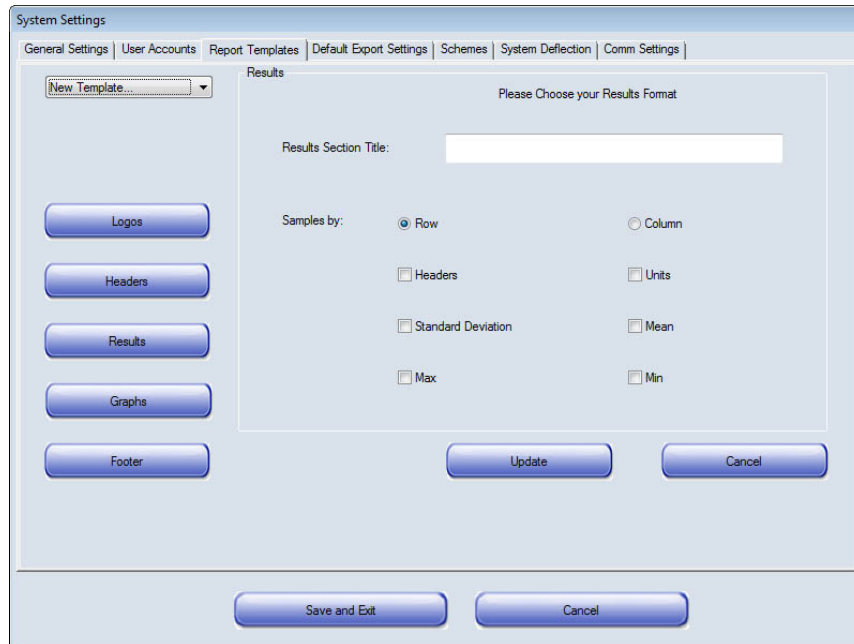 System Settings
General Settings User Accounts Report Templates Default Export Settings Schemes System Deflection Comm Settings
New Template...
Results
Please Choose your Results Format
Results Section Title:
Logos
Samples by: Row Column
Headers
Headers Units
Results
Standard Deviation Mean
Graphs
Max Min
Footer
Update Cancel
Save and Exit Cancel